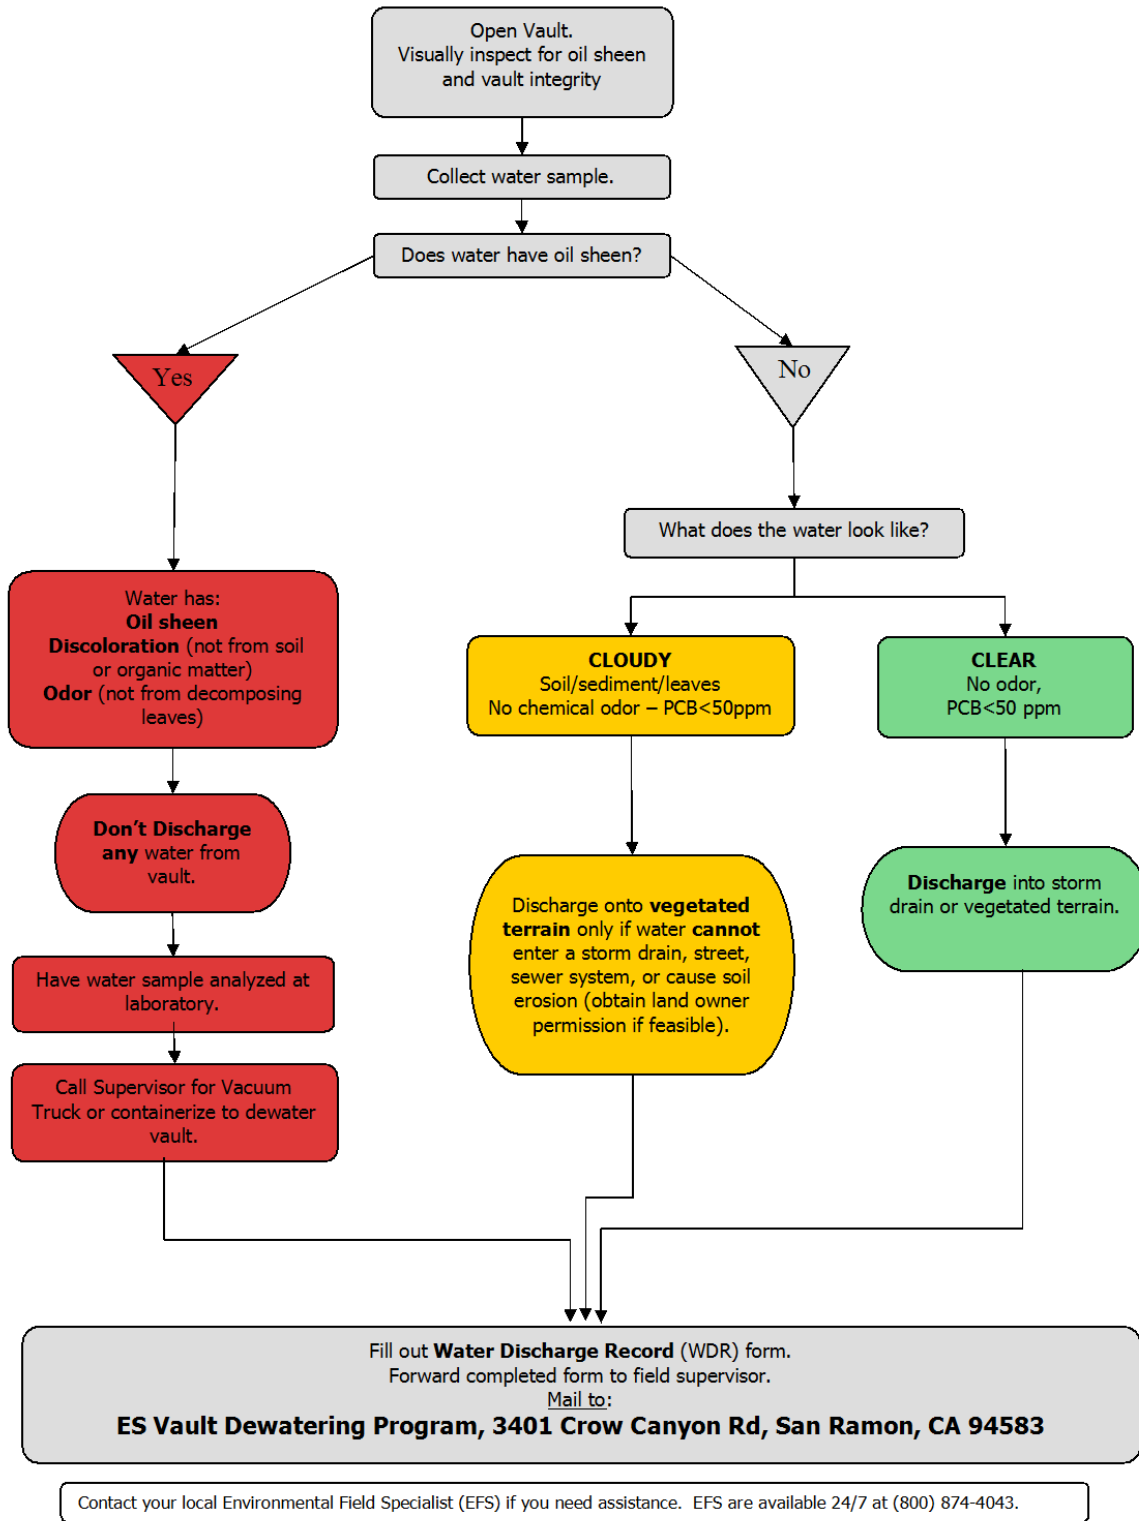 Open Vault.
Visually inspect for oil sheen
and vault integrity
Collect water sample.
Does water have oil sheen?
Yes
No
What does the water look like?
Water has:
Oil sheen
Discoloration (not from soil
or organic matter)
Odor (not from decomposing
leaves)
CLOUDY
Soil/sediment/leaves
No chemical odor – PCB<50ppm
CLEAR
No odor,
PCB<50 ppm
Don't Discharge
any water from
vault.
Discharge onto vegetated
terrain only if water cannot
enter a storm drain, street,
sewer system, or cause soil
erosion (obtain land owner
permission if feasible).
Discharge into storm
drain or vegetated terrain.
Have water sample analyzed at
laboratory.
Call Supervisor for Vacuum
Truck or containerize to dewater
vault.
Fill out Water Discharge Record (WDR) form.
Forward completed form to field supervisor.
Mail to:
ES Vault Dewatering Program, 3401 Crow Canyon Rd, San Ramon, CA 94583
Contact your local Environmental Field Specialist (EFS) if you need assistance.  EFS are available 24/7 at (800) 874-4043.